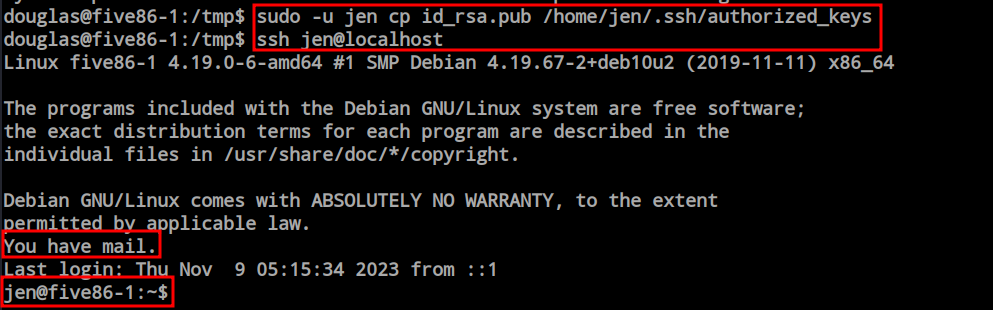 douglas@five86-1:/tmp$ sudo -u jen cp id_rsa.pub /home/jen/.ssh/authorized_keys
douglas@five86-1:/tmp$ ssh jen@localhost
Linux five86-1 4.19.0-6-amd64 #1 SMP Debian 4.19.67-2+deb10u2 (2019-11-11) x86_64
The programs included with the Debian GNU/Linux system are free software;
the exact distribution terms for each program are described in the
individual files in /usr/share/doc/*/copyright.
Debian GNU/Linux comes with ABSOLUTELY NO WARRANTY, to the extent
permitted by applicable law.
You have mail.
Last login: Thu Nov  9 05:15:34 2023 from ::1
jen@five86-1:~$